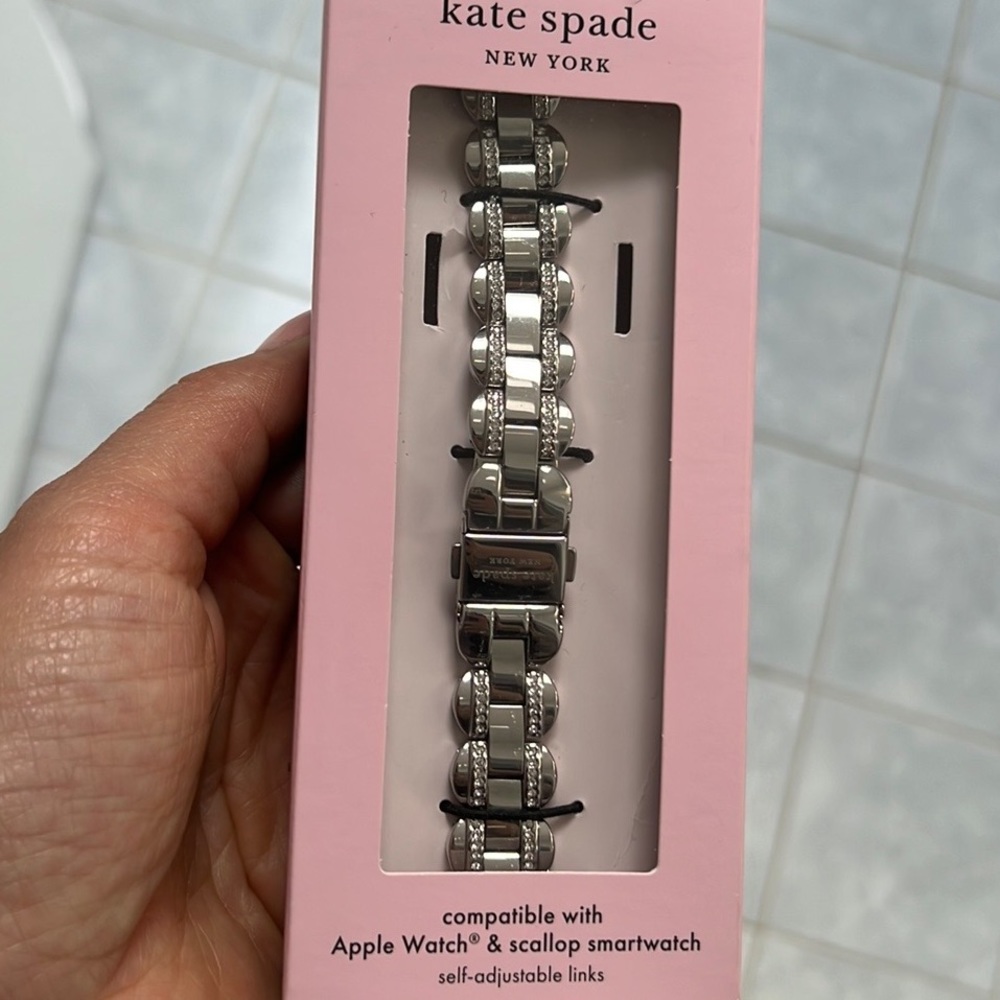 kate spade
NEW YORK
kate spade
NEW YORK
compatible with
Apple Watch® & scallop smartwatch
self-adjustable links